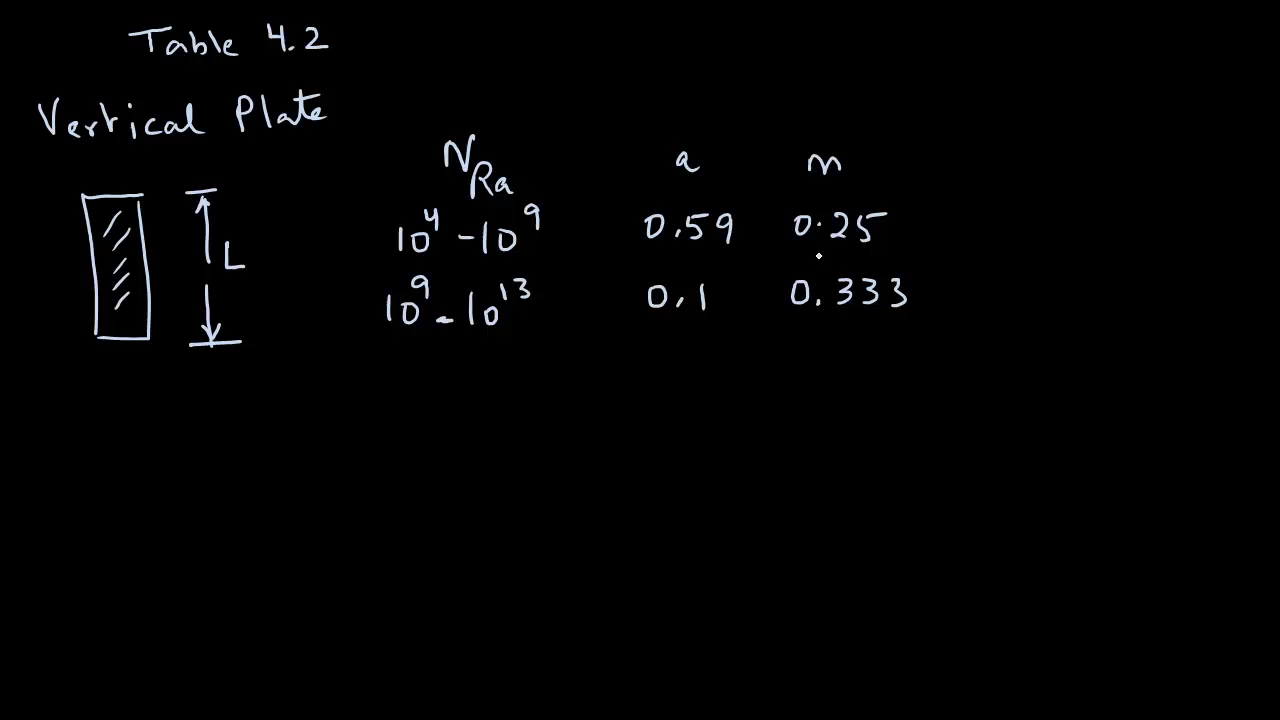 Table 4.2
Vertical Plate
N_Ra a m
L
10^4 - 10^9 0.59 0.25
10^9 - 10^13 0.1 0.333